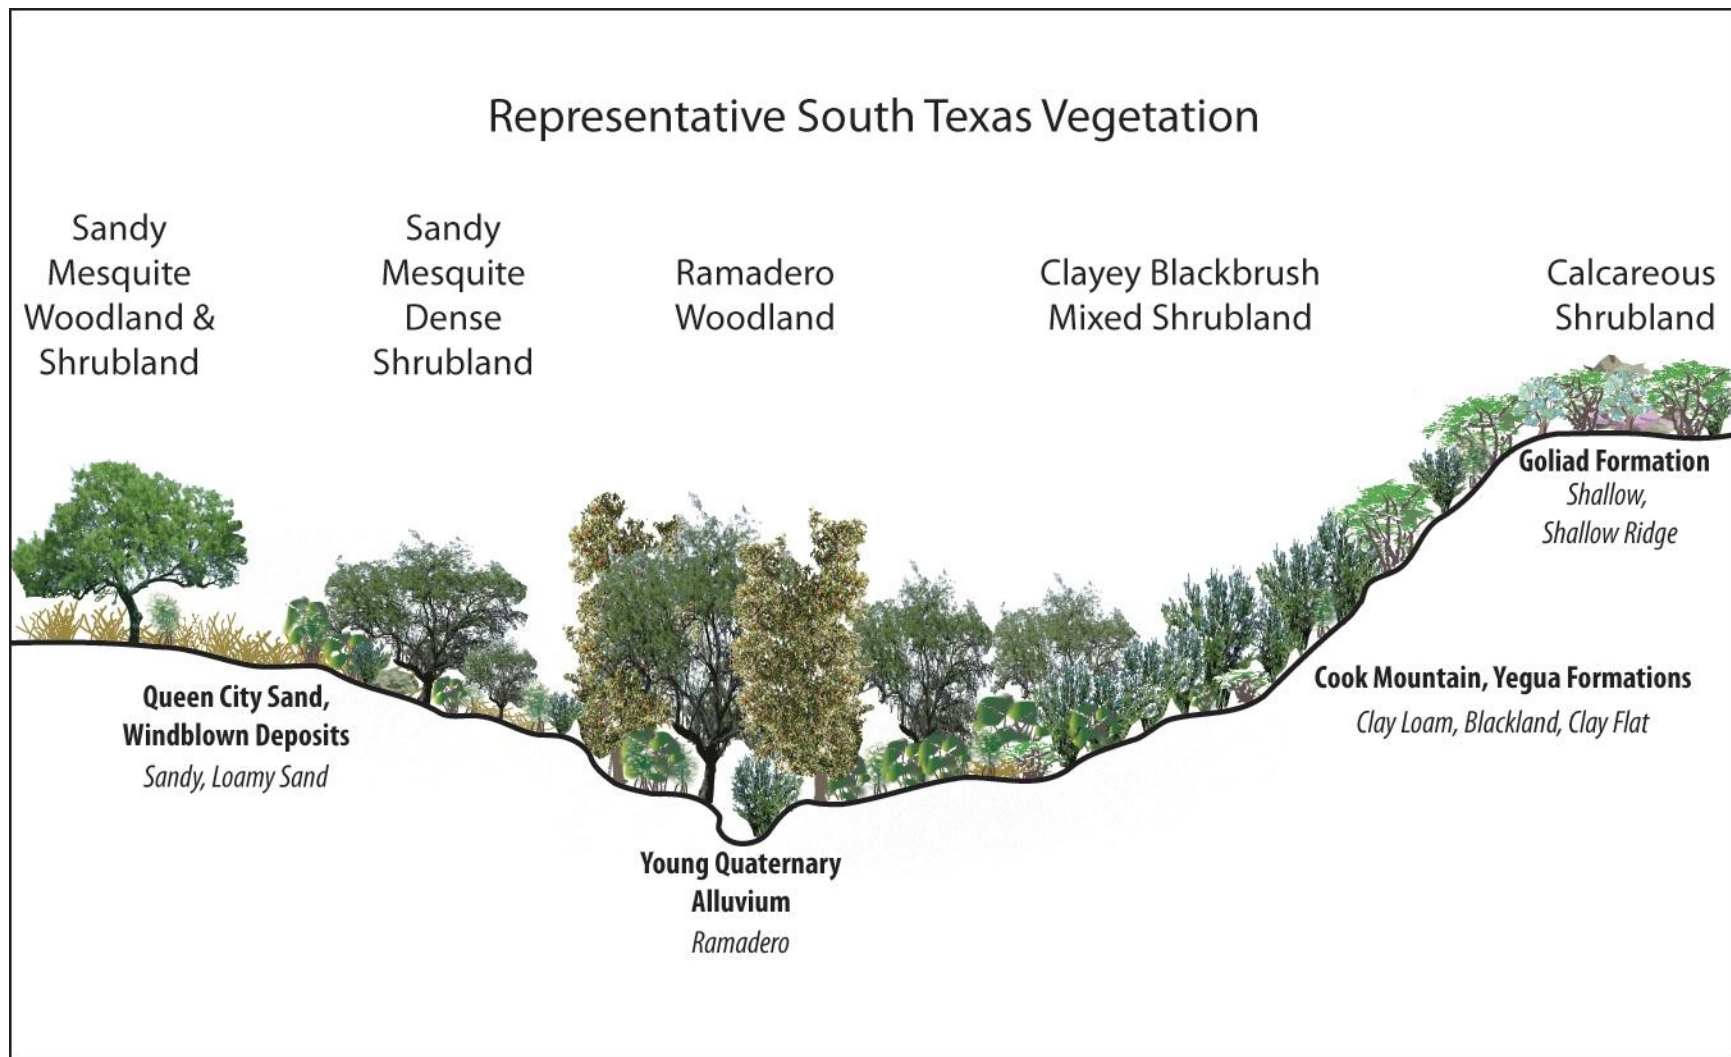 Representative South Texas Vegetation
Sandy
Mesquite
Woodland &
Shrubland
Sandy
Mesquite
Dense
Shrubland
Ramadero
Woodland
Clayey Blackbrush
Mixed Shrubland
Calcareous
Shrubland
Goliad Formation
Shallow,
Shallow Ridge
Cook Mountain, Yegua Formations
Clay Loam, Blackland, Clay Flat
Queen City Sand,
Windblown Deposits
Sandy, Loamy Sand
Young Quaternary
Alluvium
Ramadero